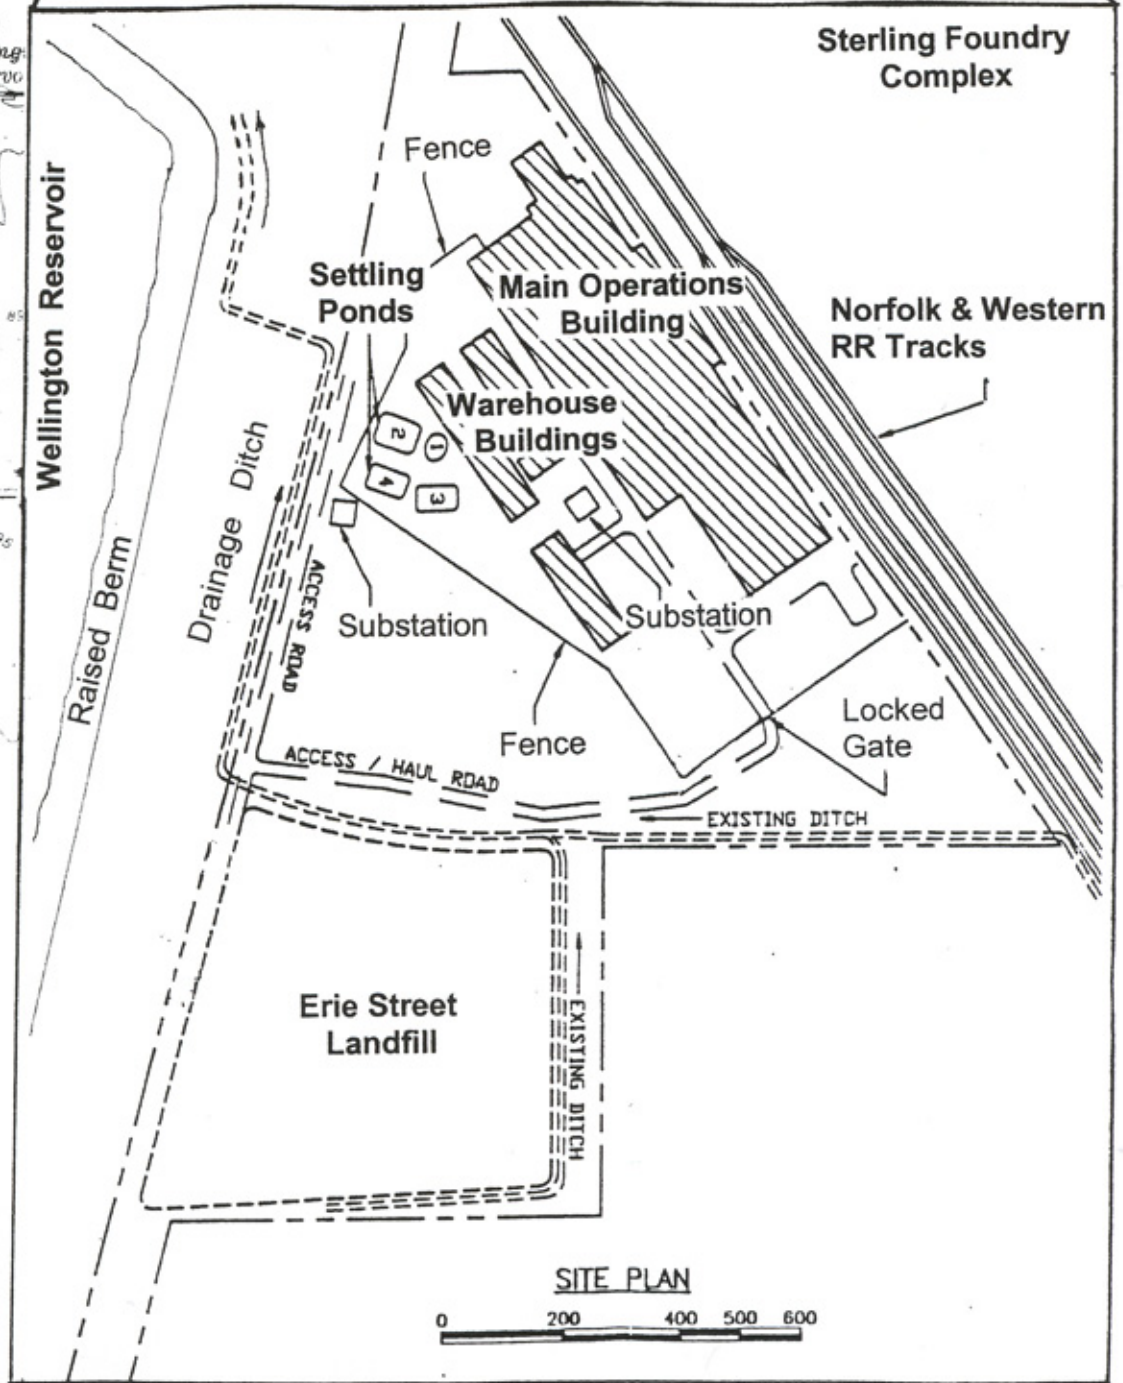 Sterling Foundry
Complex
Fence
Wellington Reservoir
Settling
Ponds
Main Operations
Building
Norfolk & Western
RR Tracks
Warehouse
Buildings
2
1
4
3
Drainage Ditch
Raised Berm
ACCESS ROAD
Substation
Substation
Fence
Locked
Gate
ACCESS / HAUL ROAD
EXISTING DITCH
Erie Street
Landfill
EXISTING DITCH
SITE PLAN
0 200 400 500 600